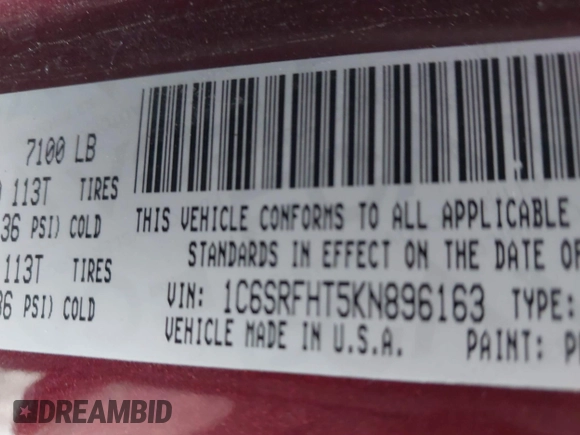 7100 LB
113T TIRES
36 PSI) COLD
113T TIRES
36 PSI) COLD
THIS VEHICLE CONFORMS TO ALL APPLICABLE
STANDARDS IN EFFECT ON THE DATE OF
VIN: 1C6SRFHT5KN896163 TYPE:
VEHICLE MADE IN U.S.A. PAINT:
DREAMBID